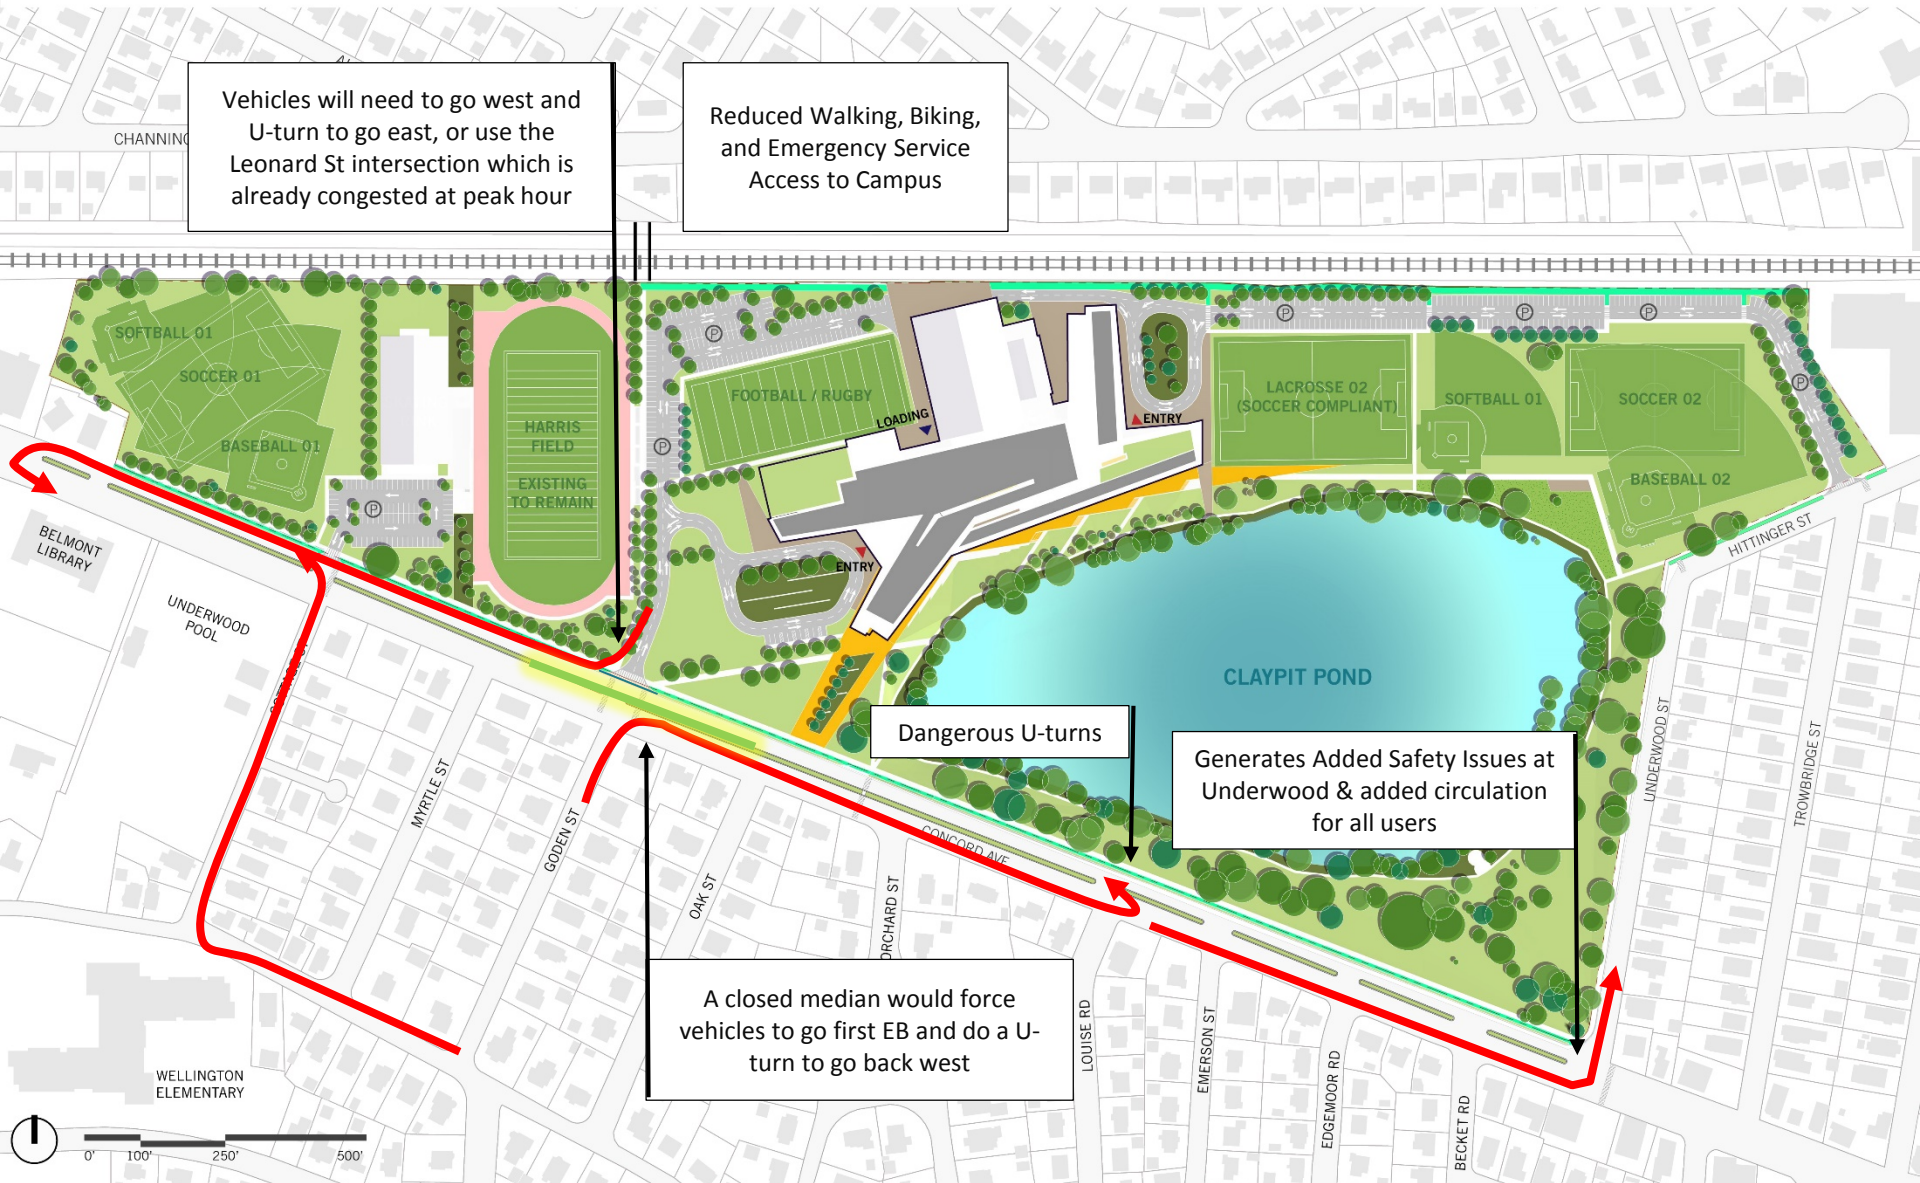 Vehicles will need to go west and
U-turn to go east, or use the
Leonard St intersection which is
already congested at peak hour
Reduced Walking, Biking,
and Emergency Service
Access to Campus
CHANNING
SOFTBALL 01
SOCCER 01
BASEBALL 01
HARRIS
FIELD
EXISTING
TO REMAIN
P
P
P
FOOTBALL / RUGBY
LOADING
ENTRY
ENTRY
P
P
P
P
LACROSSE 02
(SOCCER COMPLIANT)
SOFTBALL 01
SOCCER 02
BASEBALL 02
HITTINGER ST
BELMONT
LIBRARY
UNDERWOOD
POOL
COTTAGE ST
MYRTLE ST
GODEN ST
OAK ST
ORCHARD ST
CONCORD AVE
CLAYPIT POND
UNDERWOOD ST
TROWBRIDGE ST
Dangerous U-turns
Generates Added Safety Issues at
Underwood & added circulation
for all users
A closed median would force
vehicles to go first EB and do a U-
turn to go back west
LOUISE RD
EMERSON ST
EDGEMOOR RD
BECKET RD
WELLINGTON
ELEMENTARY
0' 100' 250' 500'